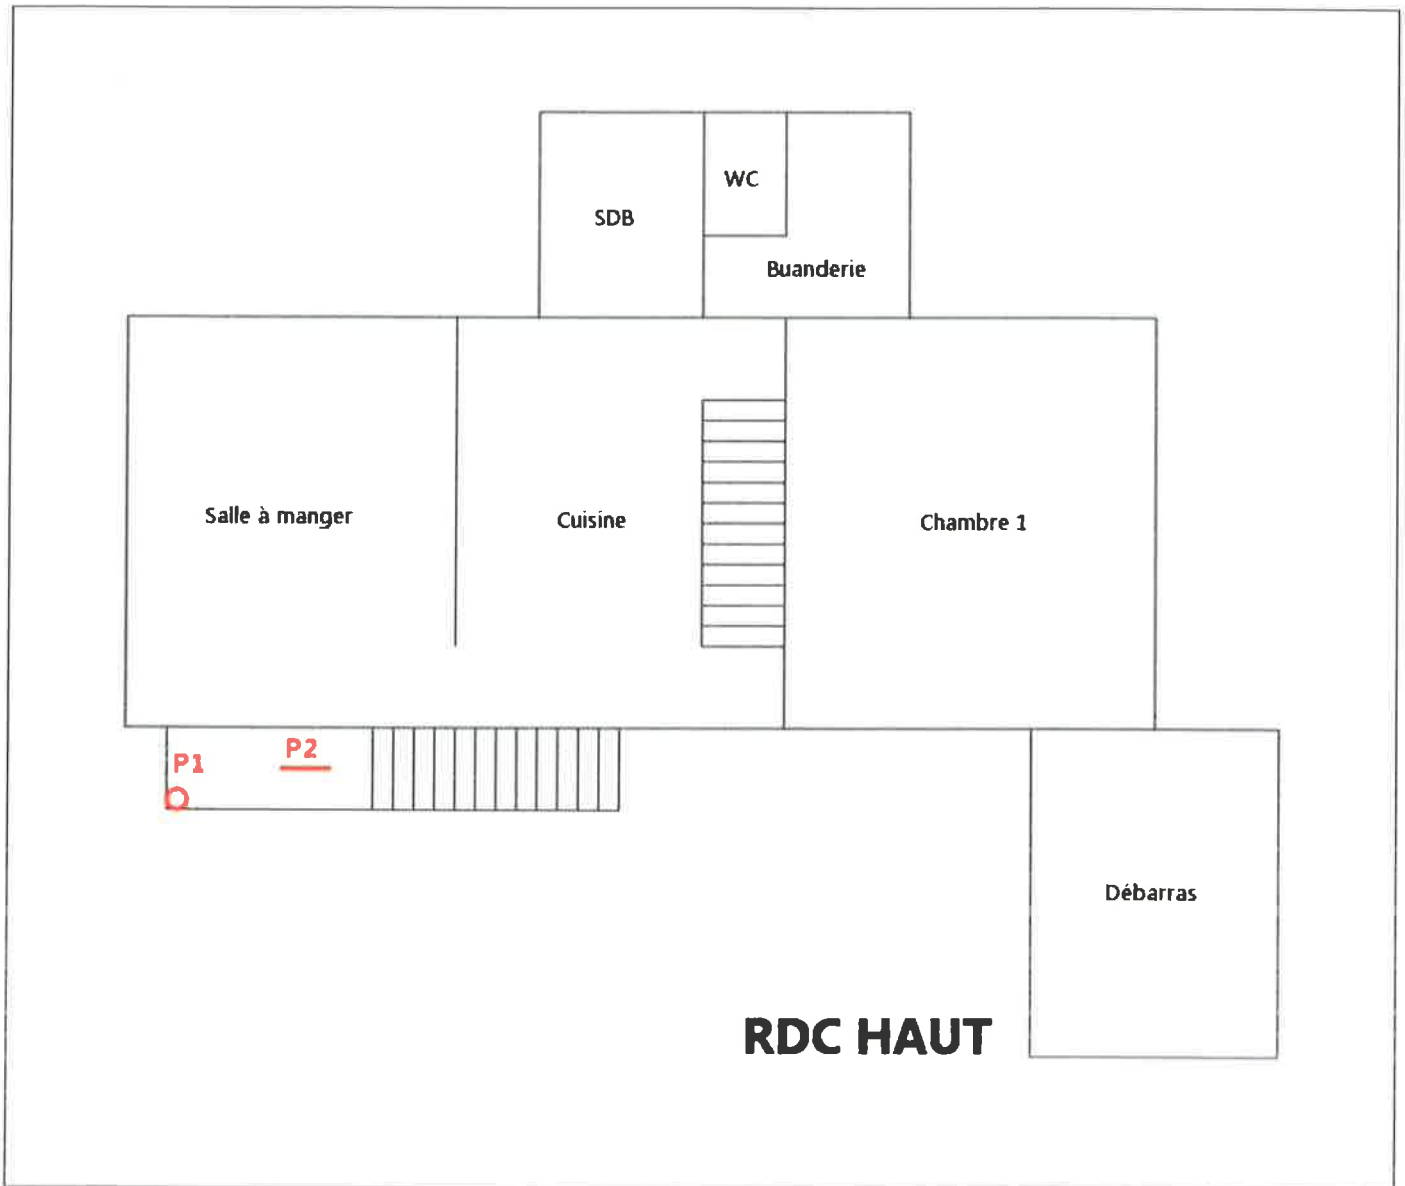 WC
SDB
Buanderie
Salle à manger
Cuisine
Chambre 1
P1
P2
Débarras
RDC HAUT